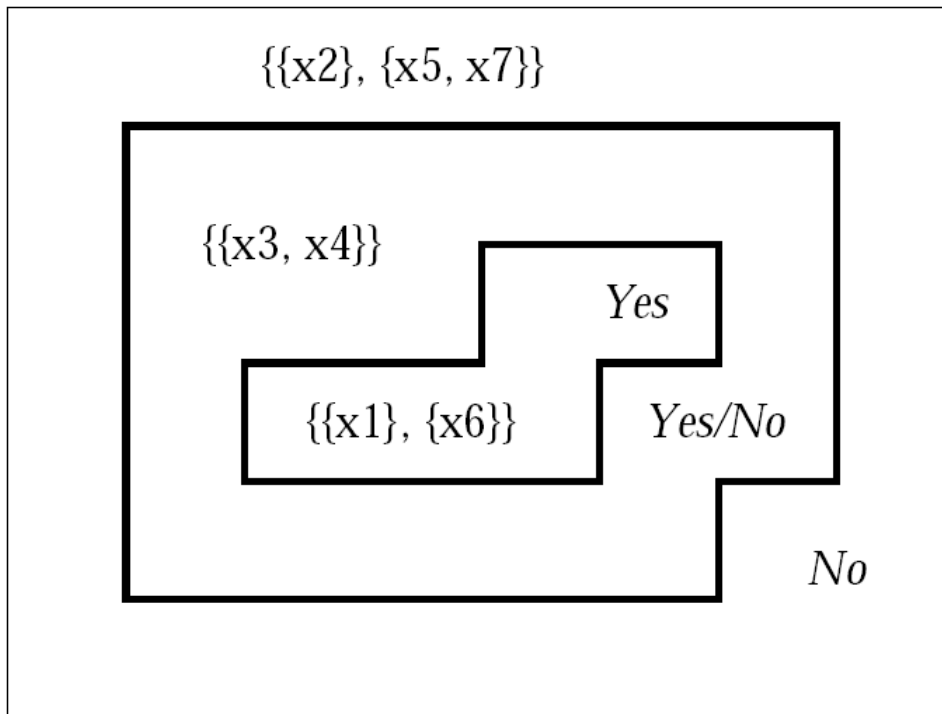 {{x2}, {x5, x7}}
{{x3, x4}}
Yes
{{x1}, {x6}}
Yes/No
No